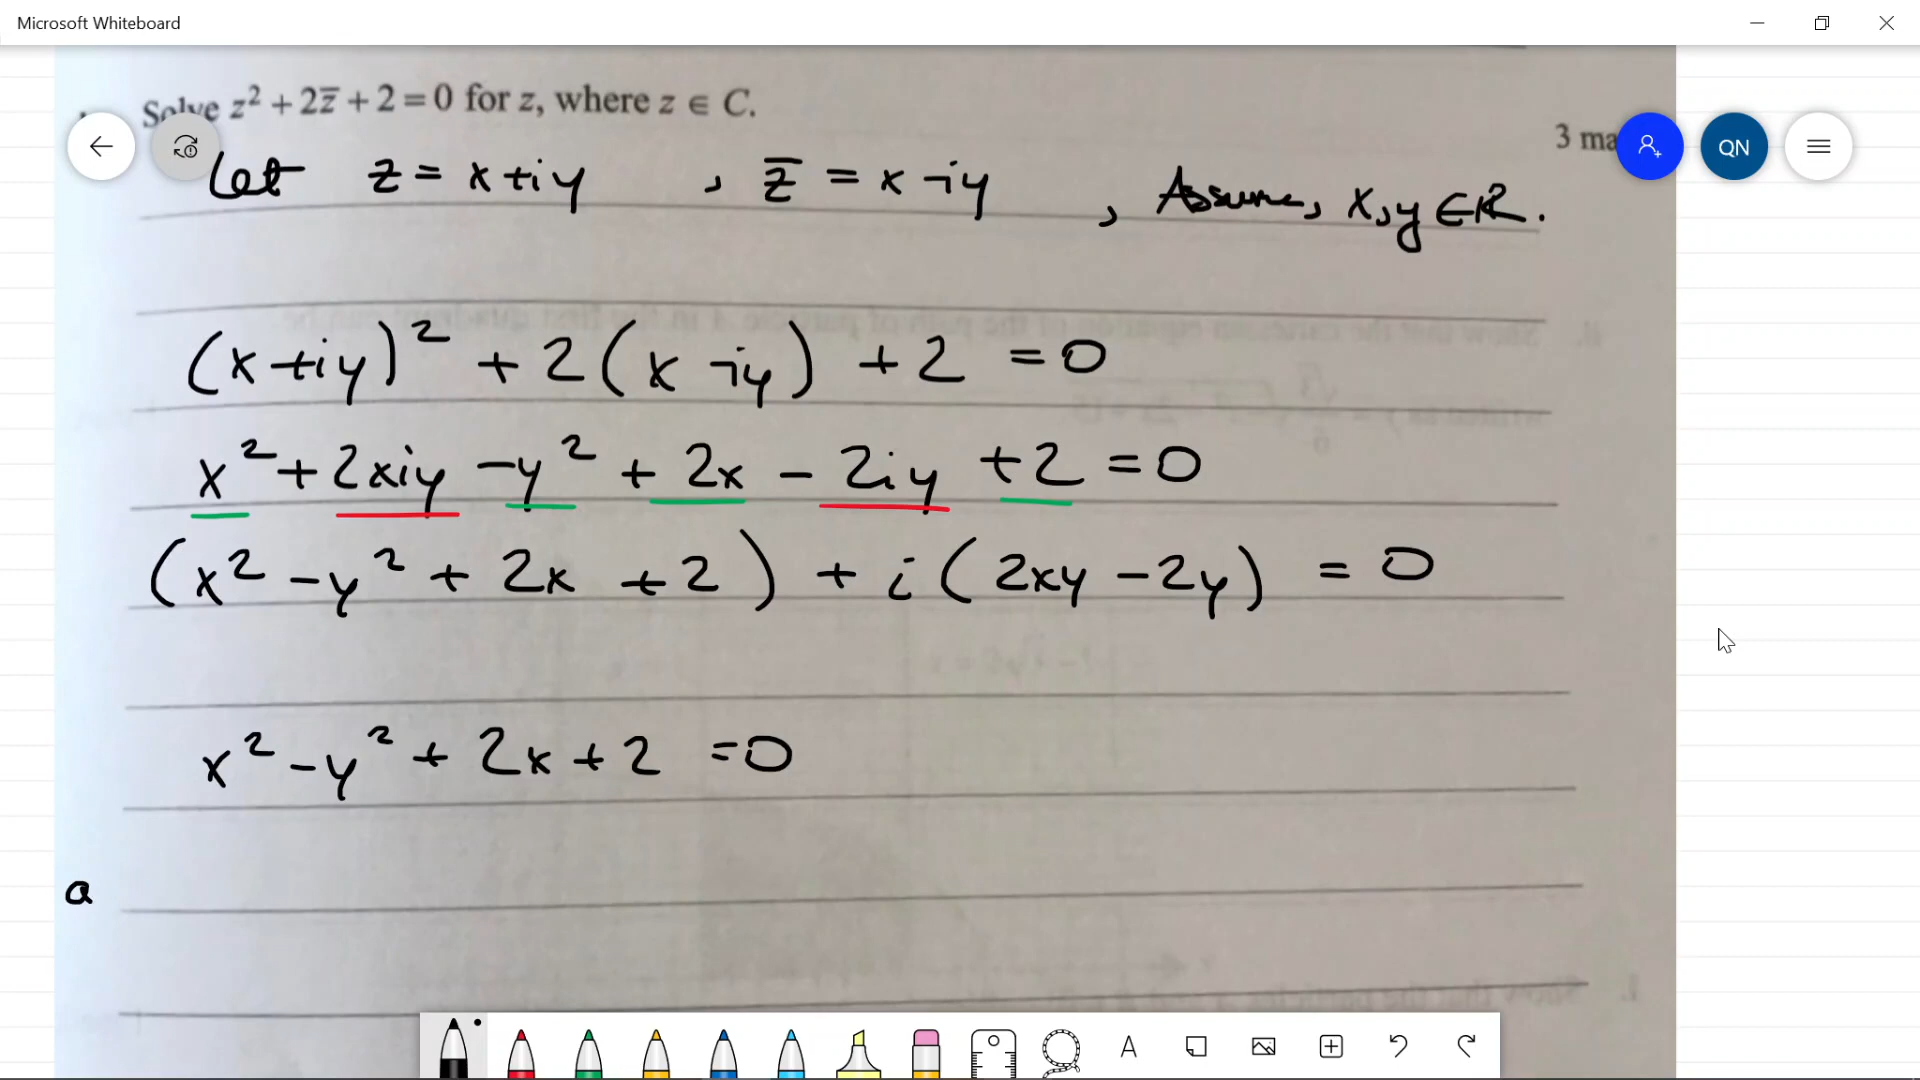 Microsoft Whiteboard
Solve z² + 2z̅ + 2 = 0 for z, where z ∈ C.
3 ma
QN
Let z = x + iy , z̅ = x - iy , Assume, x, y ∈ R.
(x + iy)² + 2(x - iy) + 2 = 0
x² + 2xiy - y² + 2x - 2iy + 2 = 0
(x² - y² + 2x + 2) + i(2xy - 2y) = 0
x² - y² + 2x + 2 = 0
a